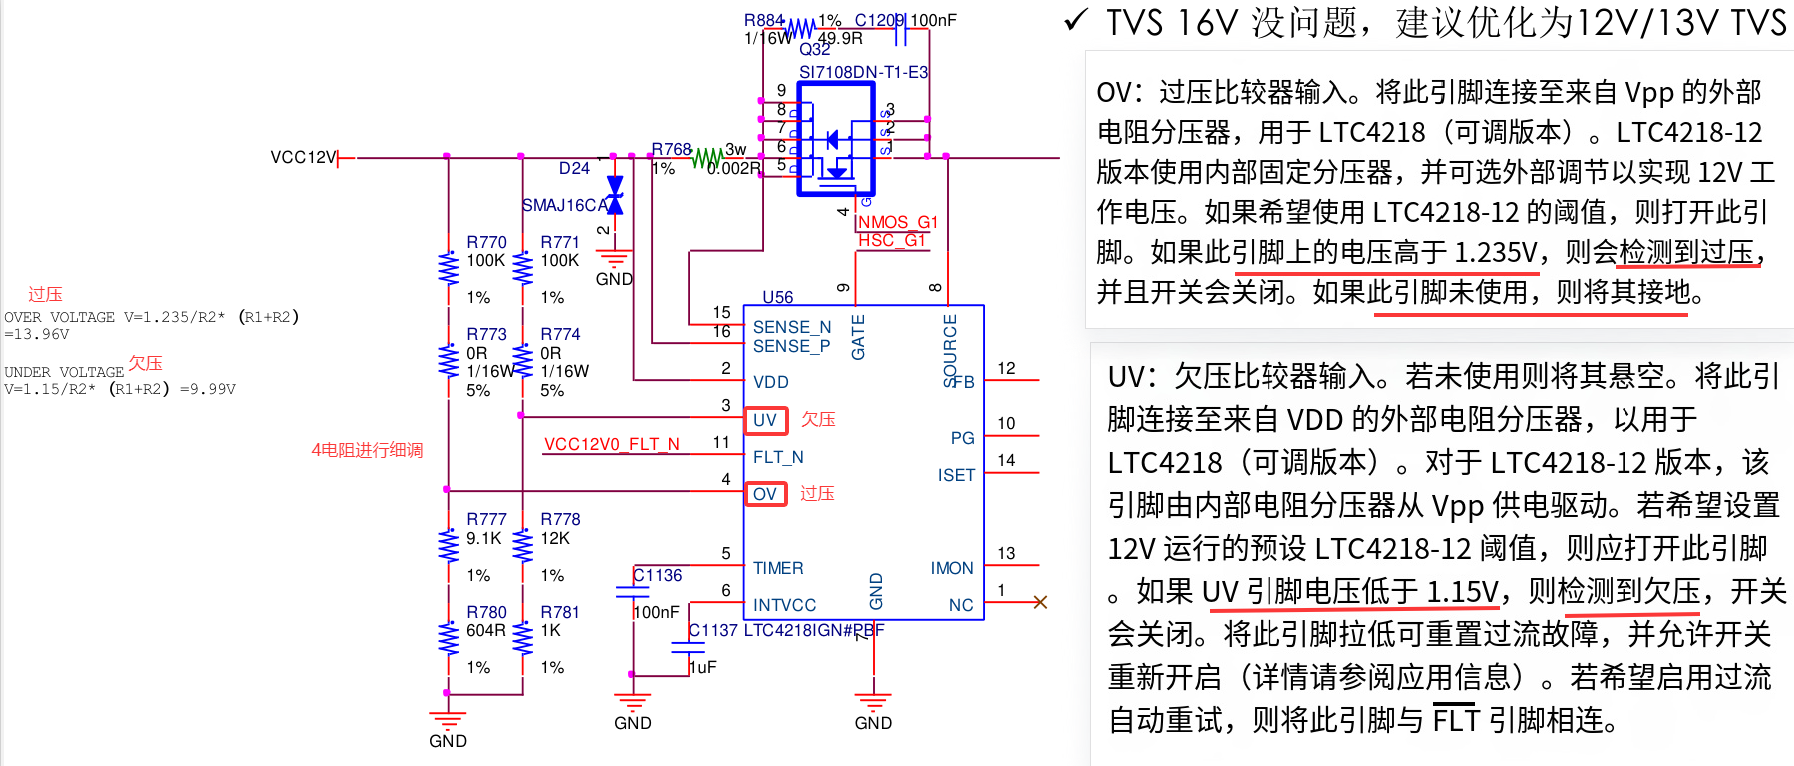 ✓ TVS 16V 没问题，建议优化为12V/13V TVS
OV：过压比较器输入。将此引脚连接至来自 Vpp 的外部
电阻分压器，用于 LTC4218（可调版本）。LTC4218-12
版本使用内部固定分压器，并可选外部调节以实现 12V 工
作电压。如果希望使用 LTC4218-12 的阈值，则打开此引
脚。如果此引脚上的电压高于 1.235V，则会检测到过压，
并且开关会关闭。如果此引脚未使用，则将其接地。
UV：欠压比较器输入。若未使用则将其悬空。将此引
脚连接至来自 VDD 的外部电阻分压器，以用于
LTC4218（可调版本）。对于 LTC4218-12 版本，该
引脚由内部电阻分压器从 Vpp 供电驱动。若希望设置
12V 运行的预设 LTC4218-12 阈值，则应打开此引脚
。如果 UV 引脚电压低于 1.15V，则检测到欠压，开关
会关闭。将此引脚拉低可重置过流故障，并允许开关
重新开启（详情请参阅应用信息）。若希望启用过流
自动重试，则将此引脚与 FLT 引脚相连。
过压
OVER VOLTAGE V=1.235/R2* (R1+R2)
=13.96V
欠压
UNDER VOLTAGE
V=1.15/R2* (R1+R2) =9.99V
4电阻进行细调
VCC12V
R770
100K
1%
R771
100K
1%
R773
0R
1/16W
5%
R774
0R
1/16W
5%
R777
9.1K
1%
R778
12K
1%
R780
604R
1%
R781
1K
1%
GND
D24
1
SMAJ16CA
2
GND
R768
1%
3w
0.002R
R884
1/16W
1%
49.9R
C1209
100nF
Q32
SI7108DN-T1-E3
9
8
7
6
5
D
D
D
D
3
2
1
S
S
S
4
G
NMOS_G1
HSC_G1
9
8
U56
15
SENSE_N
16
SENSE_P
2
VDD
3
UV
欠压
VCC12V0_FLT_N
11
FLT_N
4
OV
过压
5
TIMER
6
INTVCC
GATE
SOURCE
FB
12
PG
10
ISET
14
IMON
13
NC
1
GND
7
LTC4218IGN#PBF
C1136
100nF
C1137
1uF
GND
GND